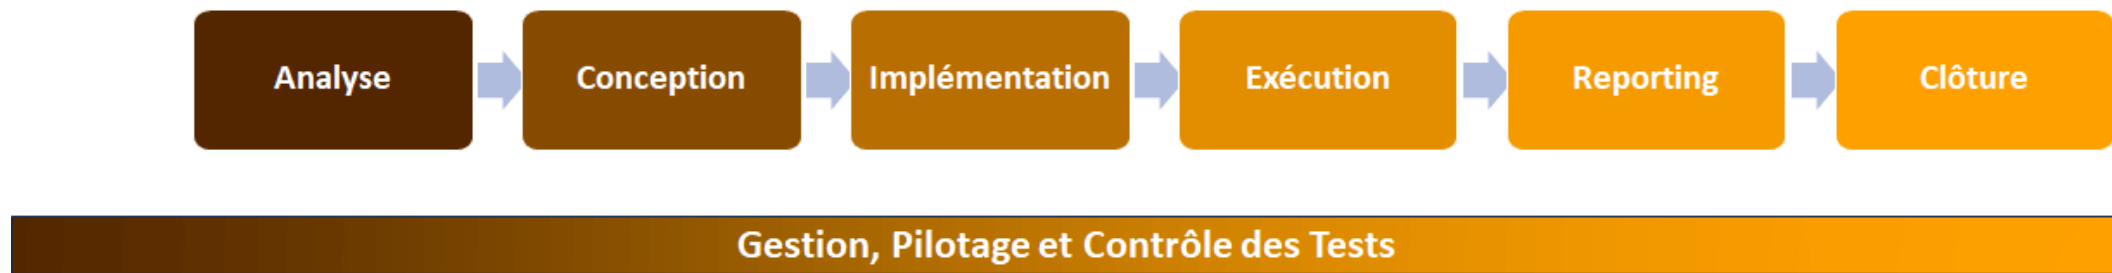 Analyse
Conception
Implémentation
Exécution
Reporting
Clôture
Gestion, Pilotage et Contrôle des Tests